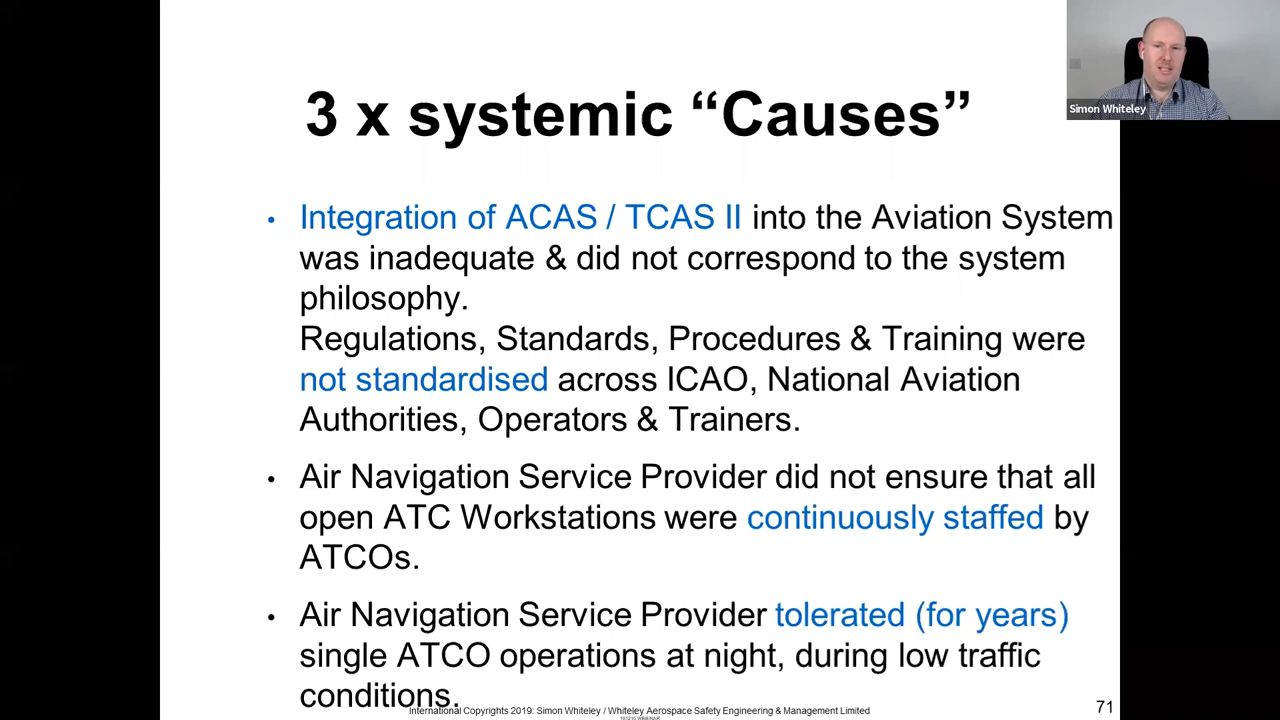 Simon Whiteley
3 x systemic “Causes”
• Integration of ACAS / TCAS II into the Aviation System
was inadequate & did not correspond to the system
philosophy.
Regulations, Standards, Procedures & Training were
not standardised across ICAO, National Aviation
Authorities, Operators & Trainers.
• Air Navigation Service Provider did not ensure that all
open ATC Workstations were continuously staffed by
ATCOs.
• Air Navigation Service Provider tolerated (for years)
single ATCO operations at night, during low traffic
conditions.
International Copyrights 2019: Simon Whiteley / Whiteley Aerospace Safety Engineering & Management Limited
191210 WEBINAR
71